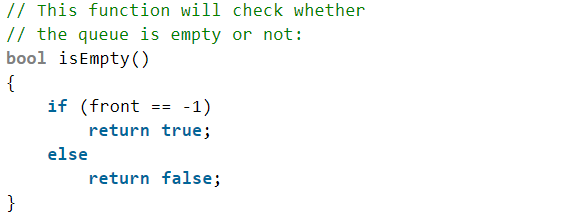 // This function will check whether
// the queue is empty or not:
bool isEmpty()
{
    if (front == -1)
        return true;
    else
        return false;
}